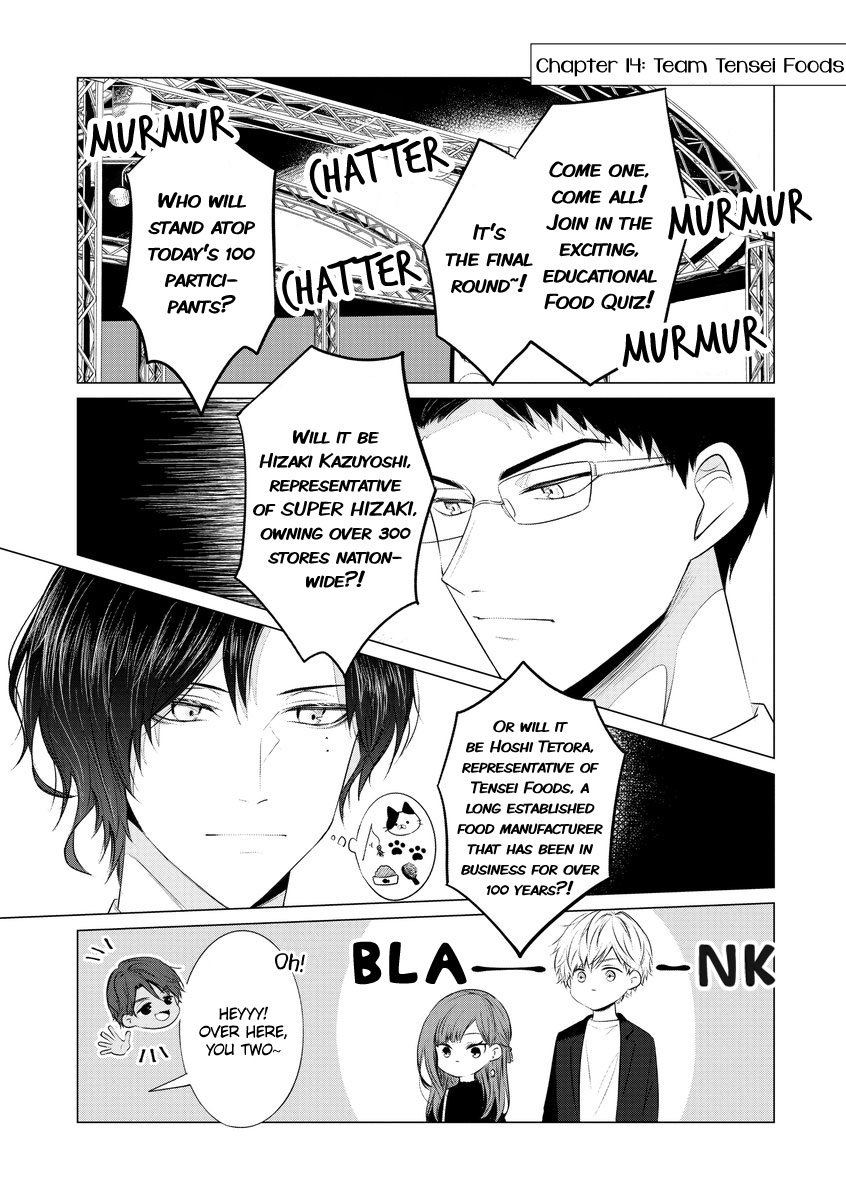 Chapter 14: Team Tensei Foods
MURMUR
COME ONE,
COME ALL!
JOIN IN THE
EXCITING,
EDUCATIONAL
FOOD QUIZ!
IT'S
THE FINAL
ROUND~!
MURMUR
CHATTER
CHATTER
MURMUR
WHO WILL
STAND ATOP
TODAY'S 100
PARTICI-
PANTS?
WILL IT BE
HIZAKI KAZUYOSHI,
REPRESENTATIVE
OF SUPER HIZAKI,
OWNING OVER 300
STORES NATION-
WIDE?!
OR WILL IT
BE HOSHI TETORA,
REPRESENTATIVE OF
TENSEI FOODS, A
LONG ESTABLISHED
FOOD MANUFACTURER
THAT HAS BEEN IN
BUSINESS FOR OVER
100 YEARS?!
BLA— —NK
Oh!
HEYYY!
OVER HERE,
YOU TWO~